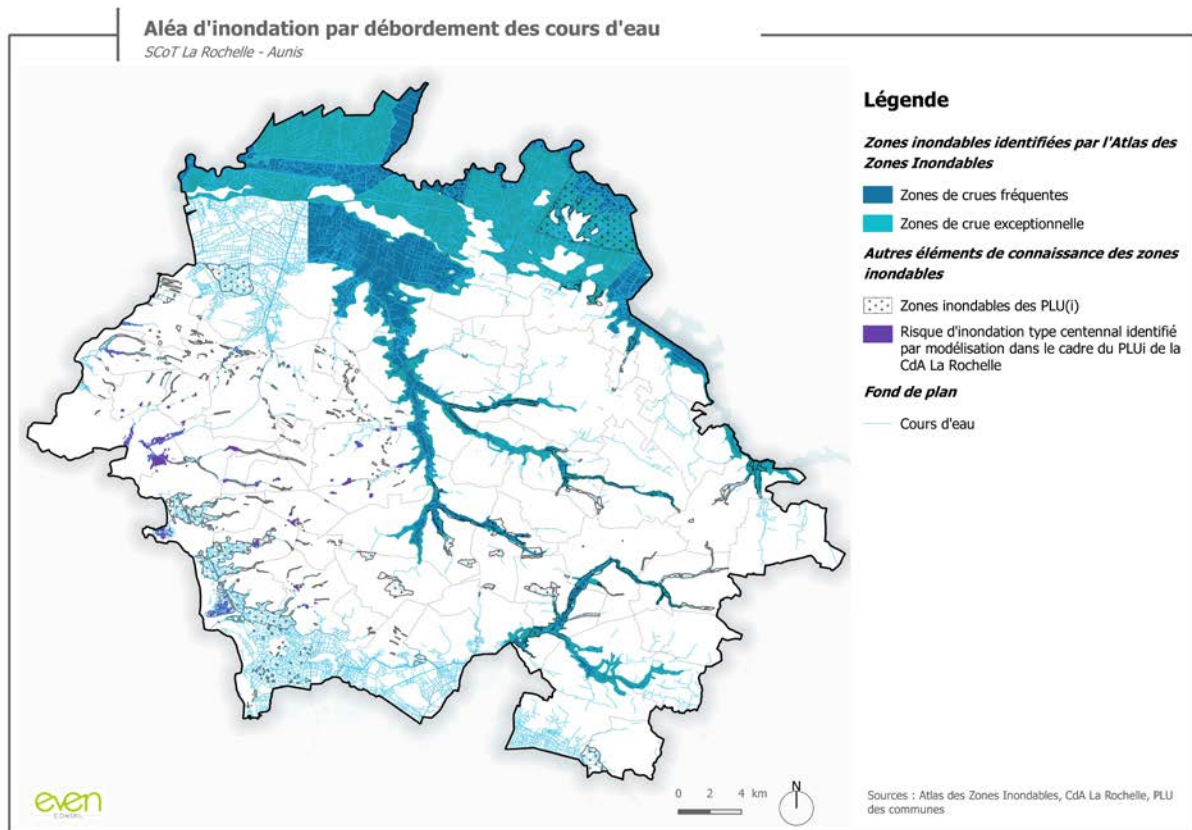 Aléa d'inondation par débordement des cours d'eau
SCoT La Rochelle - Aunis
Légende
Zones inondables identifiées par l'Atlas des
Zones Inondables
Zones de crues fréquentes
Zones de crue exceptionnelle
Autres éléments de connaissance des zones
inondables
Zones inondables des PLU(i)
Risque d'inondation type centennal identifié
par modélisation dans le cadre du PLUi de la
CdA La Rochelle
Fond de plan
Cours d'eau
even
CONSEIL
0 2 4 km
N
Sources : Atlas des Zones Inondables, CdA La Rochelle, PLU
des communes